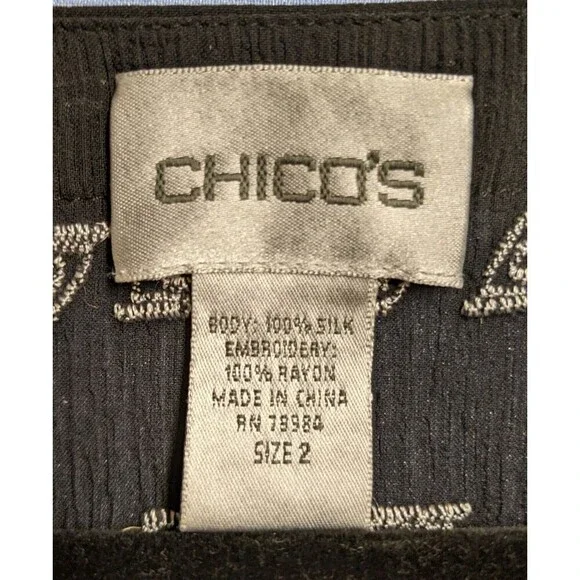 CHICO'S
BODY: 100% SILK
EMBROIDERY:
100% RAYON
MADE IN CHINA
RN 79984
SIZE 2